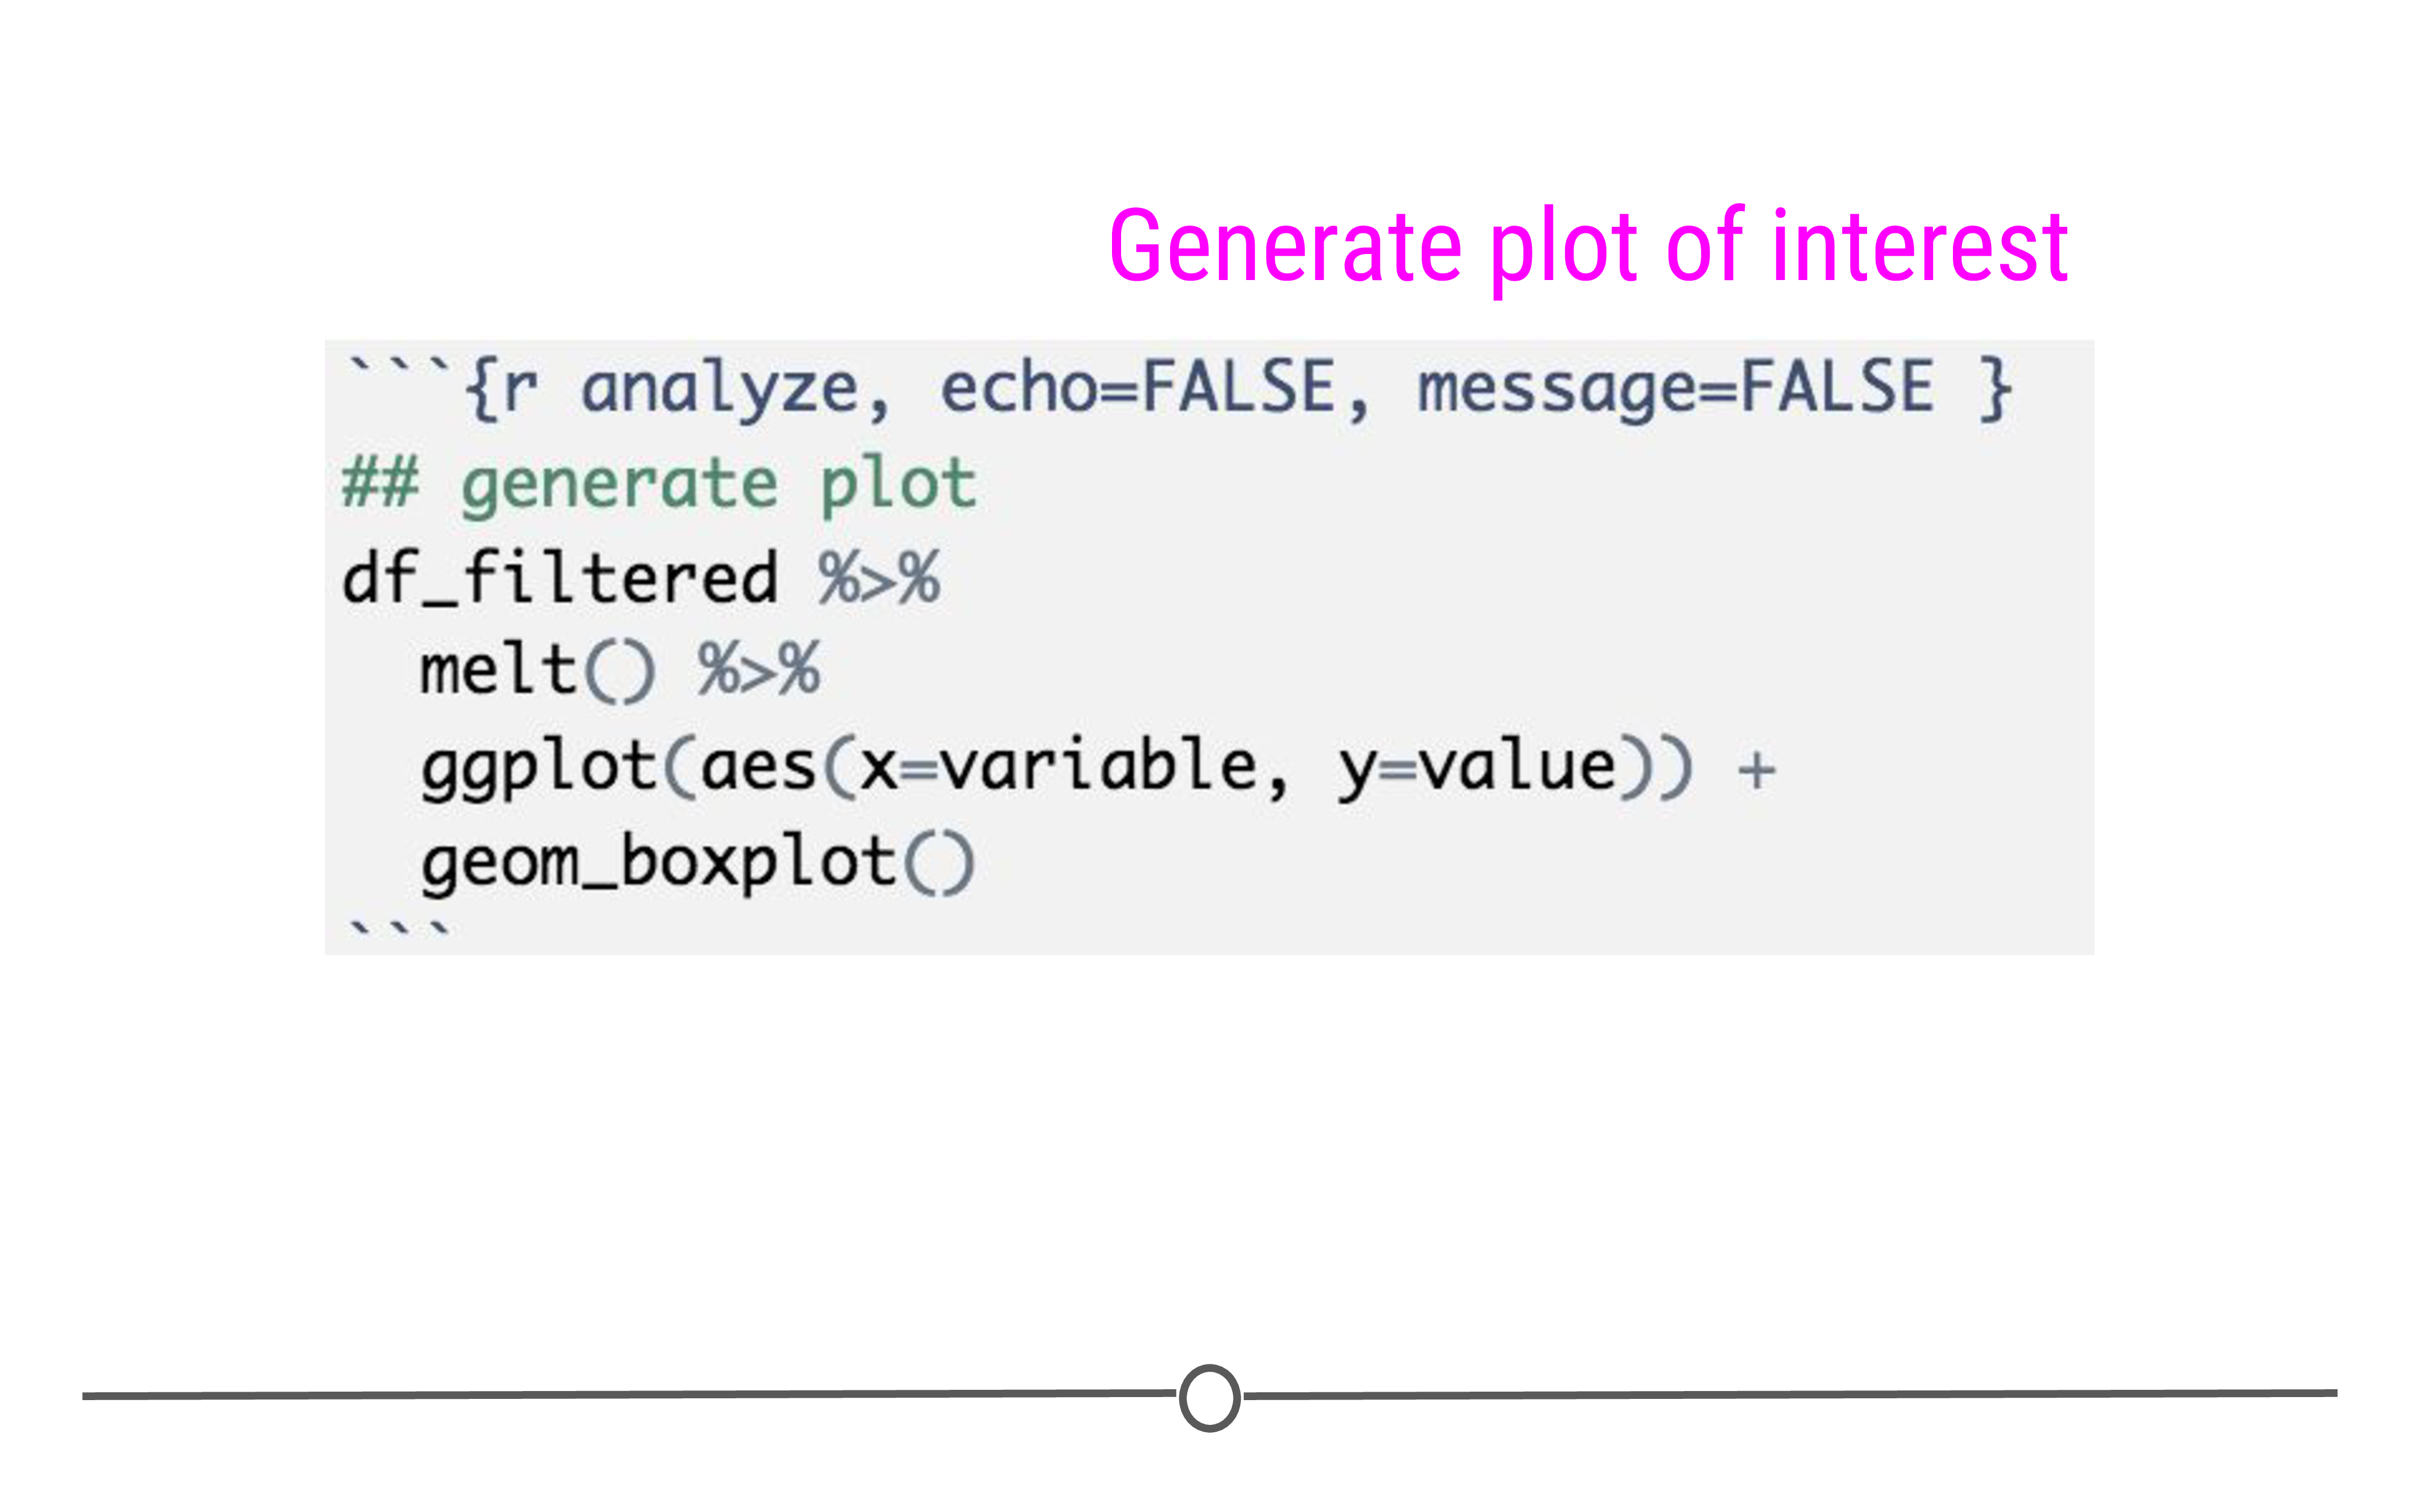 Generate plot of interest
```{r analyze, echo=FALSE, message=FALSE }
## generate plot
df_filtered %>%
  melt() %>%
  ggplot(aes(x=variable, y=value)) +
  geom_boxplot()
```